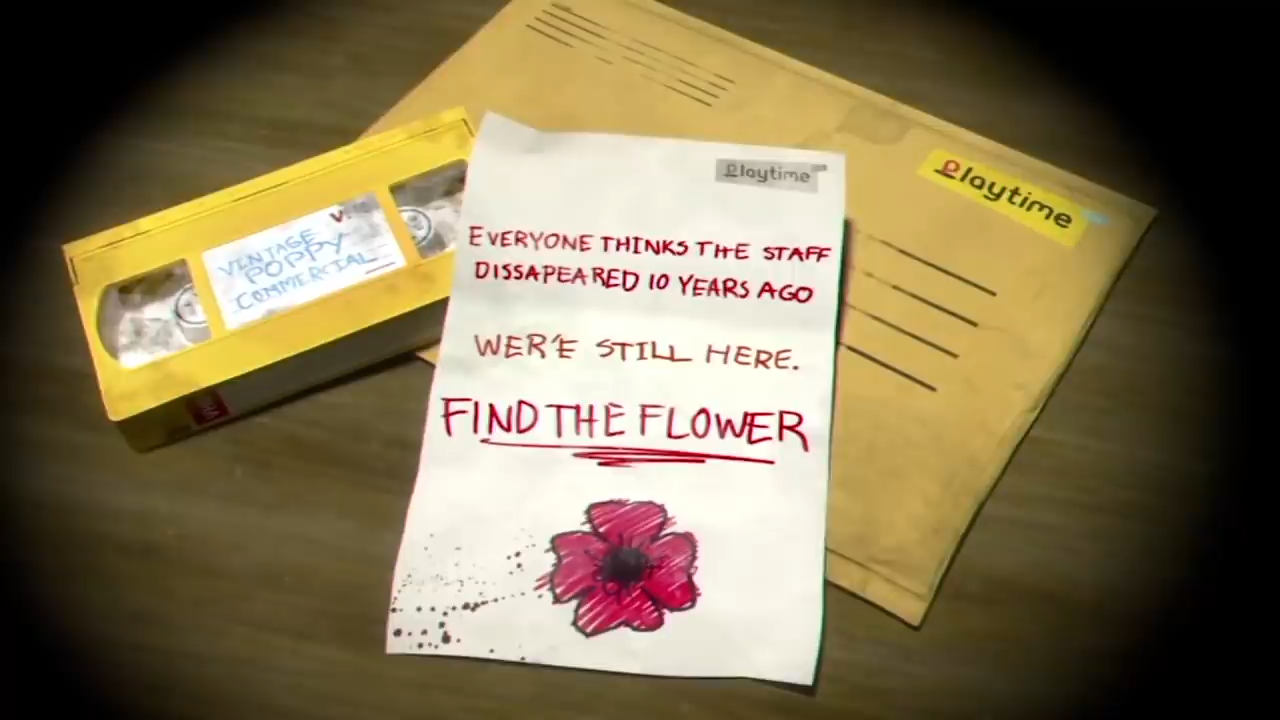 VINTAGE
POPPY
COMMERCIAL
Playtime
EVERYONE THINKS THE STAFF
DISSAPEARED 10 YEARS AGO
WER'E STILL HERE.
FIND THE FLOWER
Playtime